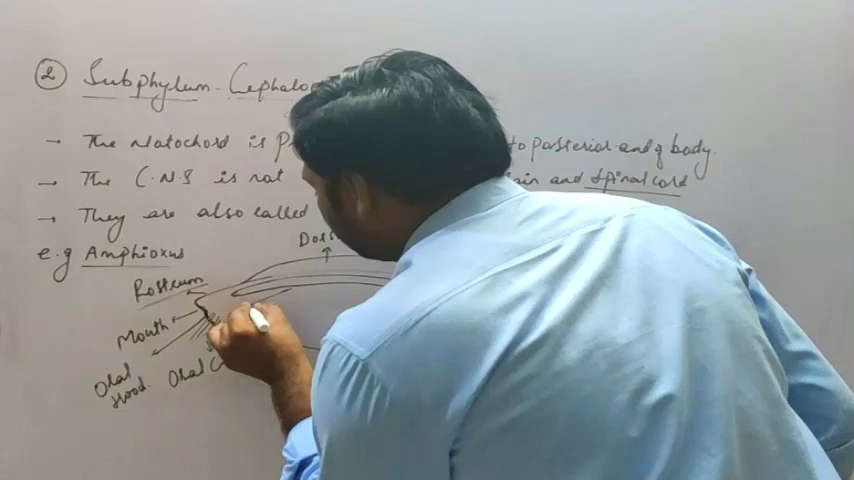 ② Subphylum - Cephalo
→ The Notochord is P to posterior end of body.
→ The C.N.S is not and Spinal cord
→ They are also called
e.g Amphioxus
Dors
Rostrum
Mouth
Oral Hood.
Oral C